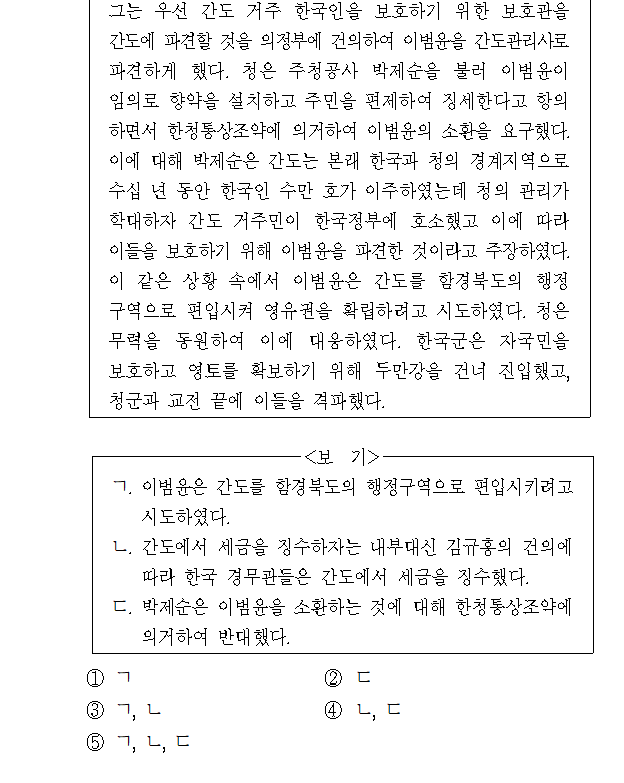 그는 우선 간도 거주 한국인을 보호하기 위한 보호관을
간도에 파견할 것을 의정부에 건의하여 이범윤을 간도관리사로
파견하게 했다. 청은 주청공사 박제순을 불러 이범윤이
임의로 향약을 설치하고 주민을 편제하여 징세한다고 항의
하면서 한청통상조약에 의거하여 이범윤의 소환을 요구했다.
이에 대해 박제순은 간도는 본래 한국과 청의 경계지역으로
수십 년 동안 한국인 수만 호가 이주하였는데 청의 관리가
학대하자 간도 거주민이 한국정부에 호소했고 이에 따라
이들을 보호하기 위해 이범윤을 파견한 것이라고 주장하였다.
이 같은 상황 속에서 이범윤은 간도를 함경북도의 행정
구역으로 편입시켜 영유권을 확립하려고 시도하였다. 청은
무력을 동원하여 이에 대응하였다. 한국군은 자국민을
보호하고 영토를 확보하기 위해 두만강을 건너 진입했고,
청군과 교전 끝에 이들을 격파했다.
<보 기>
ㄱ. 이범윤은 간도를 함경북도의 행정구역으로 편입시키려고
시도하였다.
ㄴ. 간도에서 세금을 징수하자는 내부대신 김규홍의 건의에
따라 한국 경무관들은 간도에서 세금을 징수했다.
ㄷ. 박제순은 이범윤을 소환하는 것에 대해 한청통상조약에
의거하여 반대했다.
① ㄱ ② ㄷ
③ ㄱ, ㄴ ④ ㄴ, ㄷ
⑤ ㄱ, ㄴ, ㄷ